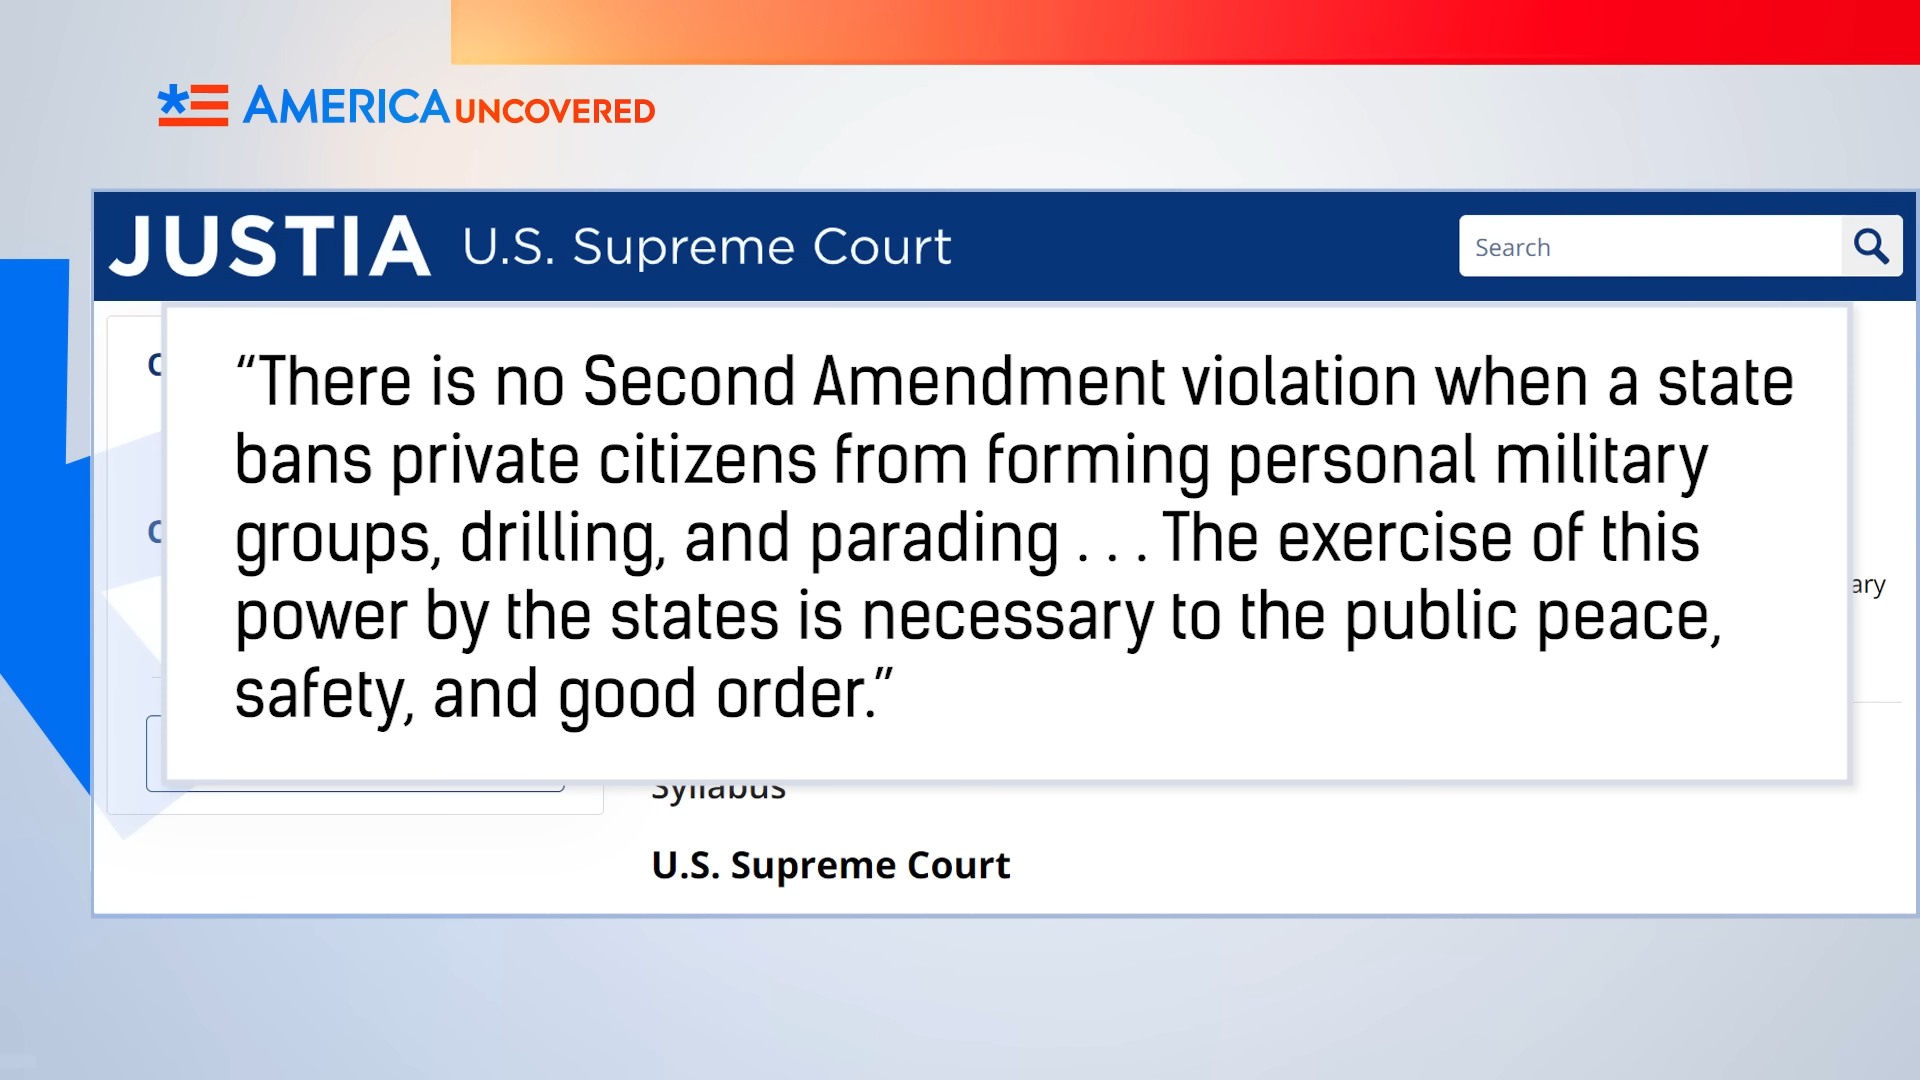 AMERICA UNCOVERED
JUSTIA U.S. Supreme Court
Search
“There is no Second Amendment violation when a state
bans private citizens from forming personal military
groups, drilling, and parading . . . The exercise of this
power by the states is necessary to the public peace,
safety, and good order.”
ary
Syllabus
U.S. Supreme Court